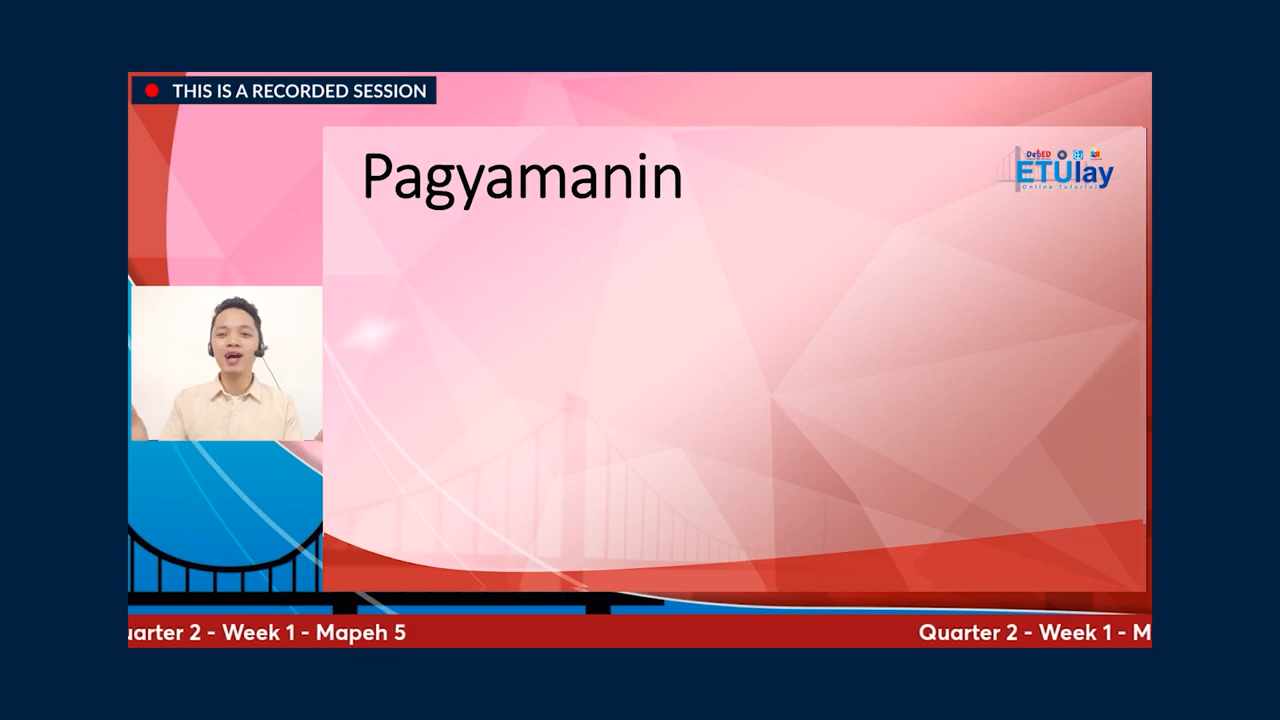 THIS IS A RECORDED SESSION
Pagyamanin
DepED
ETUlay
Online Tutorial
uarter 2 - Week 1 - Mapeh 5
Quarter 2 - Week 1 - M